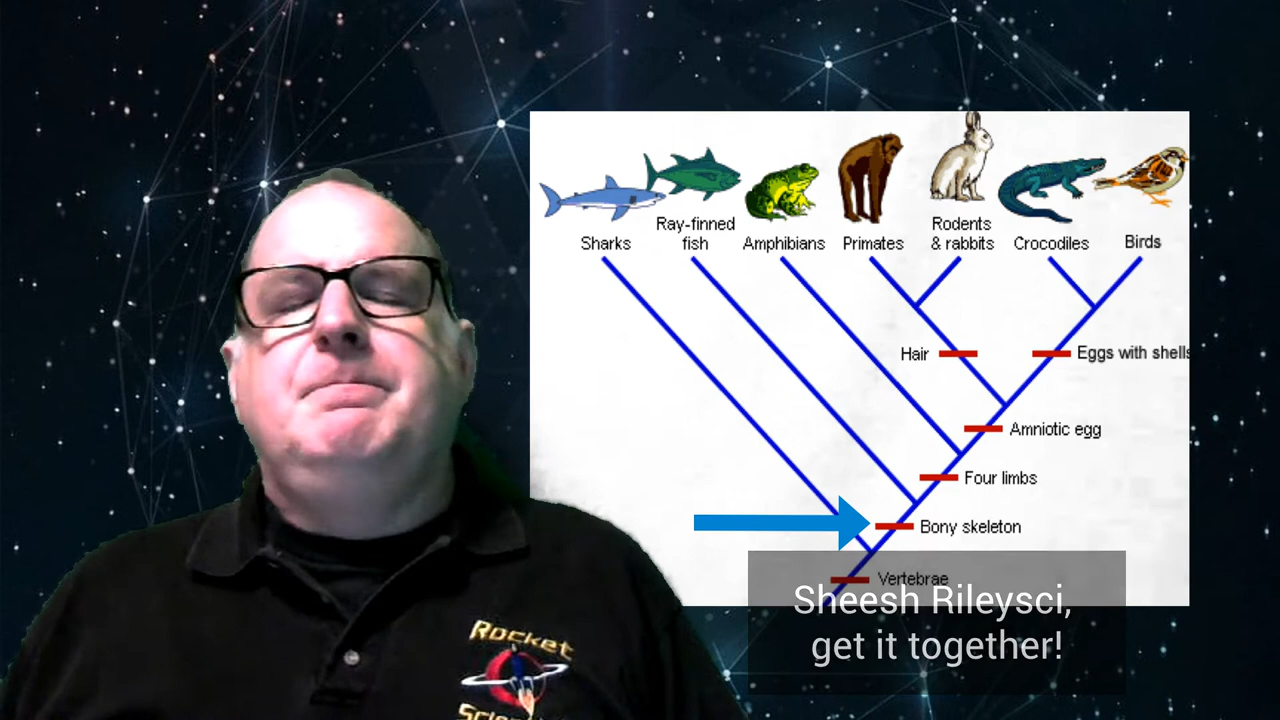 Ray-finned
fish
Rodents
& rabbits
Sharks
Amphibians
Primates
Crocodiles
Birds
Hair
Eggs with shells
Amniotic egg
Four limbs
Bony skeleton
Vertebrae
Sheesh Rileysci,
get it together!
Rocket